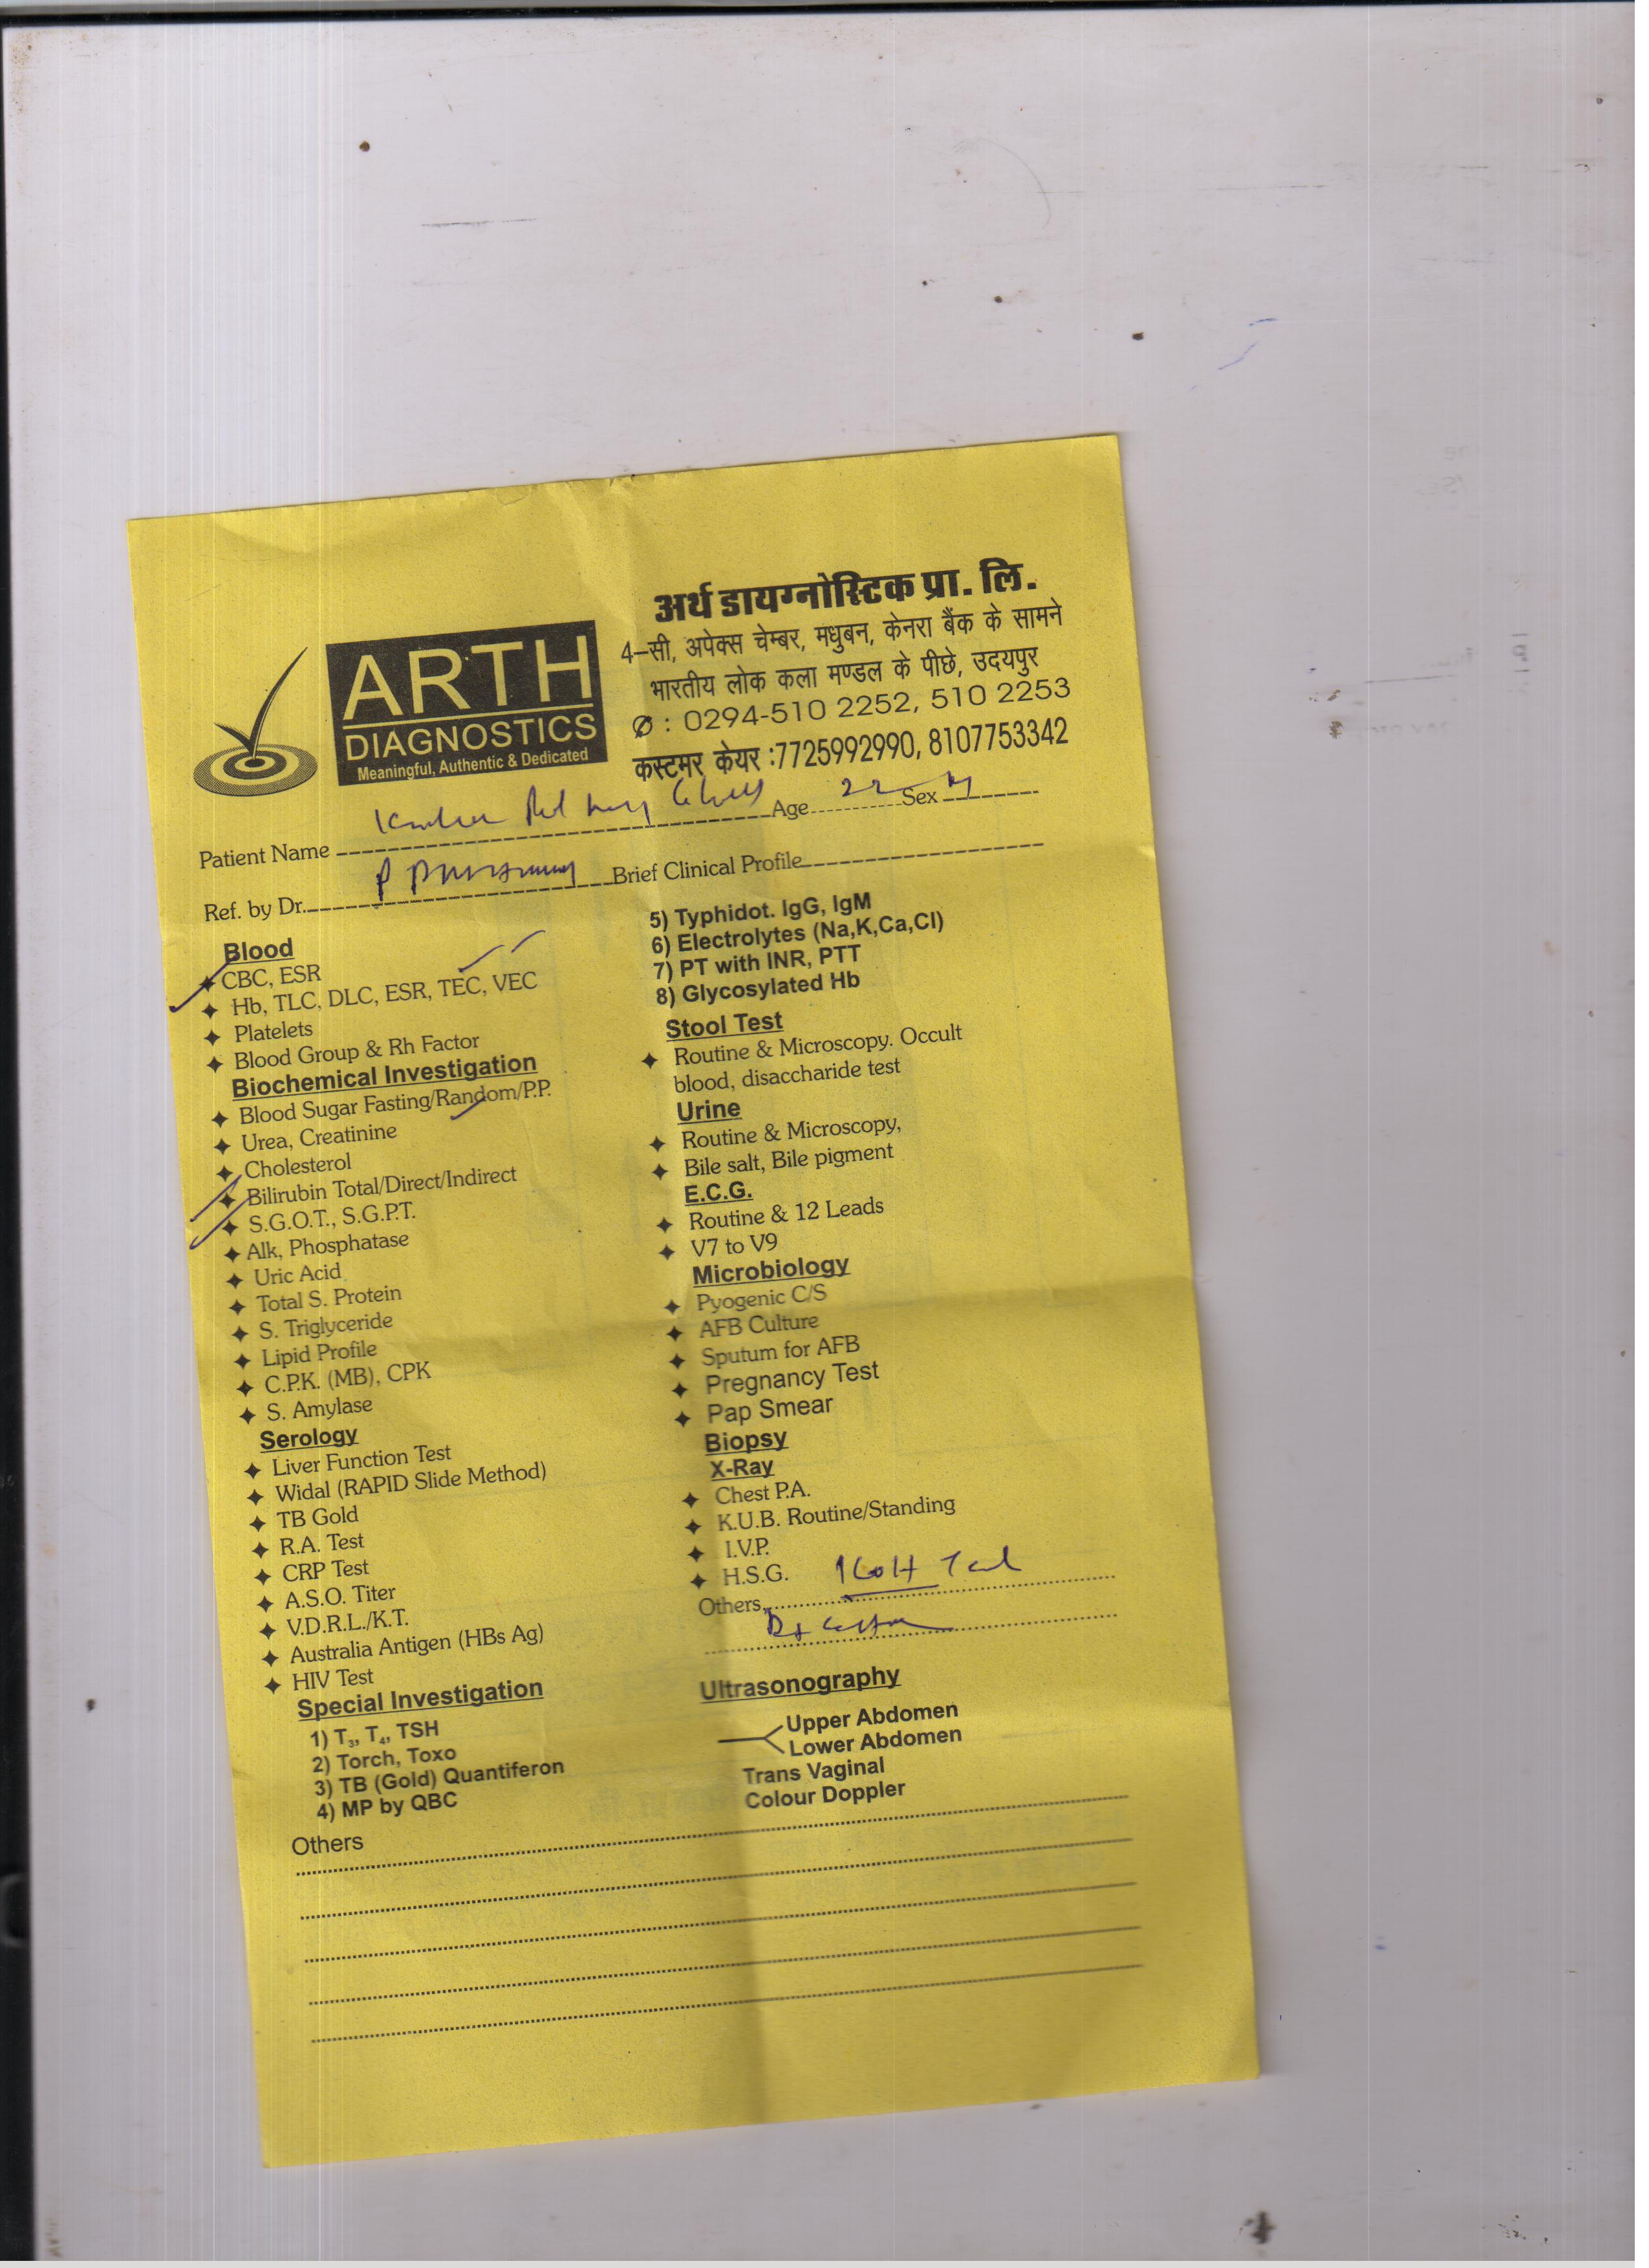 अर्थ डायग्नोस्टिक प्रा. लि.
4-सी, अपेक्स चेम्बर, मधुबन, केनरा बैंक के सामने
भारतीय लोक कला मण्डल के पीछे, उदयपुर
: 0294-510 2252, 510 2253
कस्टमर केयर :7725992990, 8107753342
ARTH
DIAGNOSTICS
Meaningful, Authentic & Dedicated
Patient Name Age 22 Sex
Ref. by Dr. Brief Clinical Profile
Blood
CBC, ESR
Hb, TLC, DLC, ESR, TEC, VEC
Platelets
Blood Group & Rh Factor
Biochemical Investigation
Blood Sugar Fasting/Random/P.P.
Urea, Creatinine
Cholesterol
Bilirubin Total/Direct/Indirect
S.G.O.T., S.G.P.T.
Alk, Phosphatase
Uric Acid
Total S. Protein
S. Triglyceride
Lipid Profile
C.P.K. (MB), CPK
S. Amylase
Serology
Liver Function Test
Widal (RAPID Slide Method)
TB Gold
R.A. Test
CRP Test
A.S.O. Titer
V.D.R.L./K.T.
Australia Antigen (HBs Ag)
HIV Test
Special Investigation
1) T3, T4, TSH
2) Torch, Toxo
3) TB (Gold) Quantiferon
4) MP by QBC
5) Typhidot. IgG, IgM
6) Electrolytes (Na,K,Ca,Cl)
7) PT with INR, PTT
8) Glycosylated Hb
Stool Test
Routine & Microscopy. Occult
blood, disaccharide test
Urine
Routine & Microscopy,
Bile salt, Bile pigment
E.C.G.
Routine & 12 Leads
V7 to V9
Microbiology
Pyogenic C/S
AFB Culture
Sputum for AFB
Pregnancy Test
Pap Smear
Biopsy
X-Ray
Chest P.A.
K.U.B. Routine/Standing
I.V.P.
H.S.G.
Others KOH
Ultrasonography
Upper Abdomen
Lower Abdomen
Trans Vaginal
Colour Doppler
Others